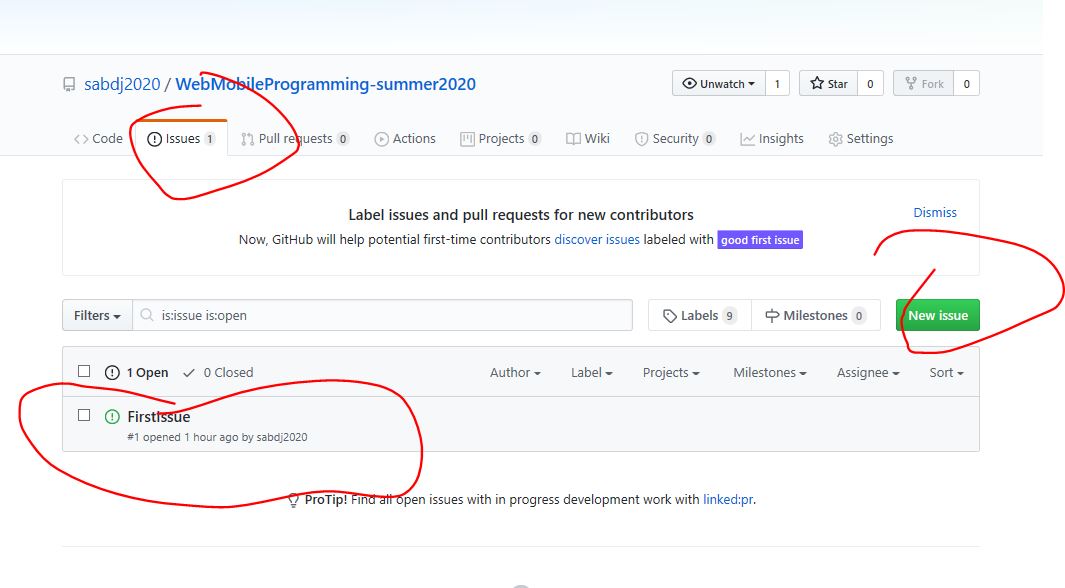 sabdj2020 / WebMobileProgramming-summer2020
Unwatch 1 Star 0 Fork 0
Code Issues 1 Pull requests 0 Actions Projects 0 Wiki Security 0 Insights Settings
Label issues and pull requests for new contributors
Dismiss
Now, GitHub will help potential first-time contributors discover issues labeled with good first issue
Filters is:issue is:open Labels 9 Milestones 0 New issue
1 Open 0 Closed Author Label Projects Milestones Assignee Sort
FirstIssue
#1 opened 1 hour ago by sabdj2020
ProTip! Find all open issues with in progress development work with linked:pr.